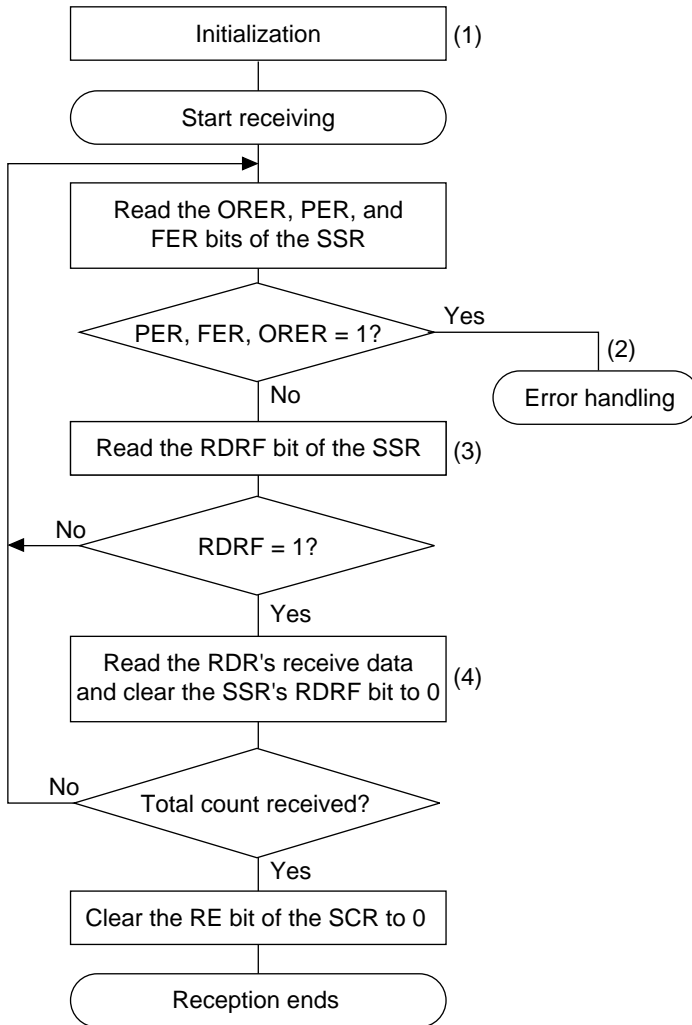 Initialization
(1)
Start receiving
Read the ORER, PER, and
FER bits of the SSR
PER, FER, ORER = 1?
Yes
(2)
Error handling
No
Read the RDRF bit of the SSR
(3)
No
RDRF = 1?
Yes
Read the RDR's receive data
and clear the SSR's RDRF bit to 0
(4)
No
Total count received?
Yes
Clear the RE bit of the SCR to 0
Reception ends